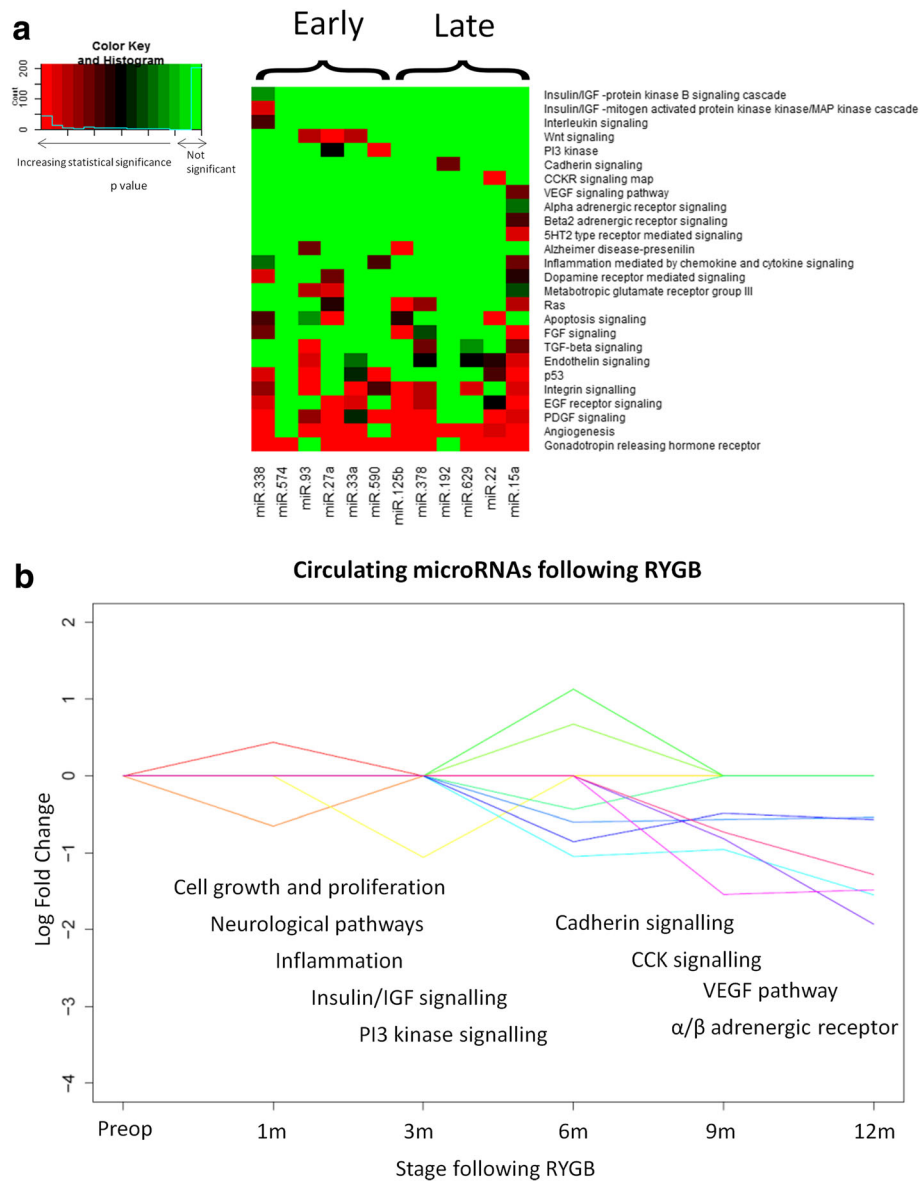 a
Early
Late
Color Key
and Histogram
Count
0 100 200
Increasing statistical significance
Not
significant
p value
Insulin/IGF -protein kinase B signaling cascade
Insulin/IGF -mitogen activated protein kinase kinase/MAP kinase cascade
Interleukin signaling
Wnt signaling
PI3 kinase
Cadherin signaling
CCKR signaling map
VEGF signaling pathway
Alpha adrenergic receptor signaling
Beta2 adrenergic receptor signaling
5HT2 type receptor mediated signaling
Alzheimer disease-presenilin
Inflammation mediated by chemokine and cytokine signaling
Dopamine receptor mediated signaling
Metabotropic glutamate receptor group III
Ras
Apoptosis signaling
FGF signaling
TGF-beta signaling
Endothelin signaling
p53
Integrin signalling
EGF receptor signaling
PDGF signaling
Angiogenesis
Gonadotropin releasing hormone receptor
miR.338
miR.574
miR.93
miR.27a
miR.33a
miR.590
miR.125b
miR.378
miR.192
miR.629
miR.22
miR.15a
b
Circulating microRNAs following RYGB
Log Fold Change
2
1
0
-1
-2
-3
-4
Cell growth and proliferation
Neurological pathways
Inflammation
Insulin/IGF signalling
PI3 kinase signalling
Cadherin signalling
CCK signalling
VEGF pathway
α/β adrenergic receptor
Preop 1m 3m 6m 9m 12m
Stage following RYGB